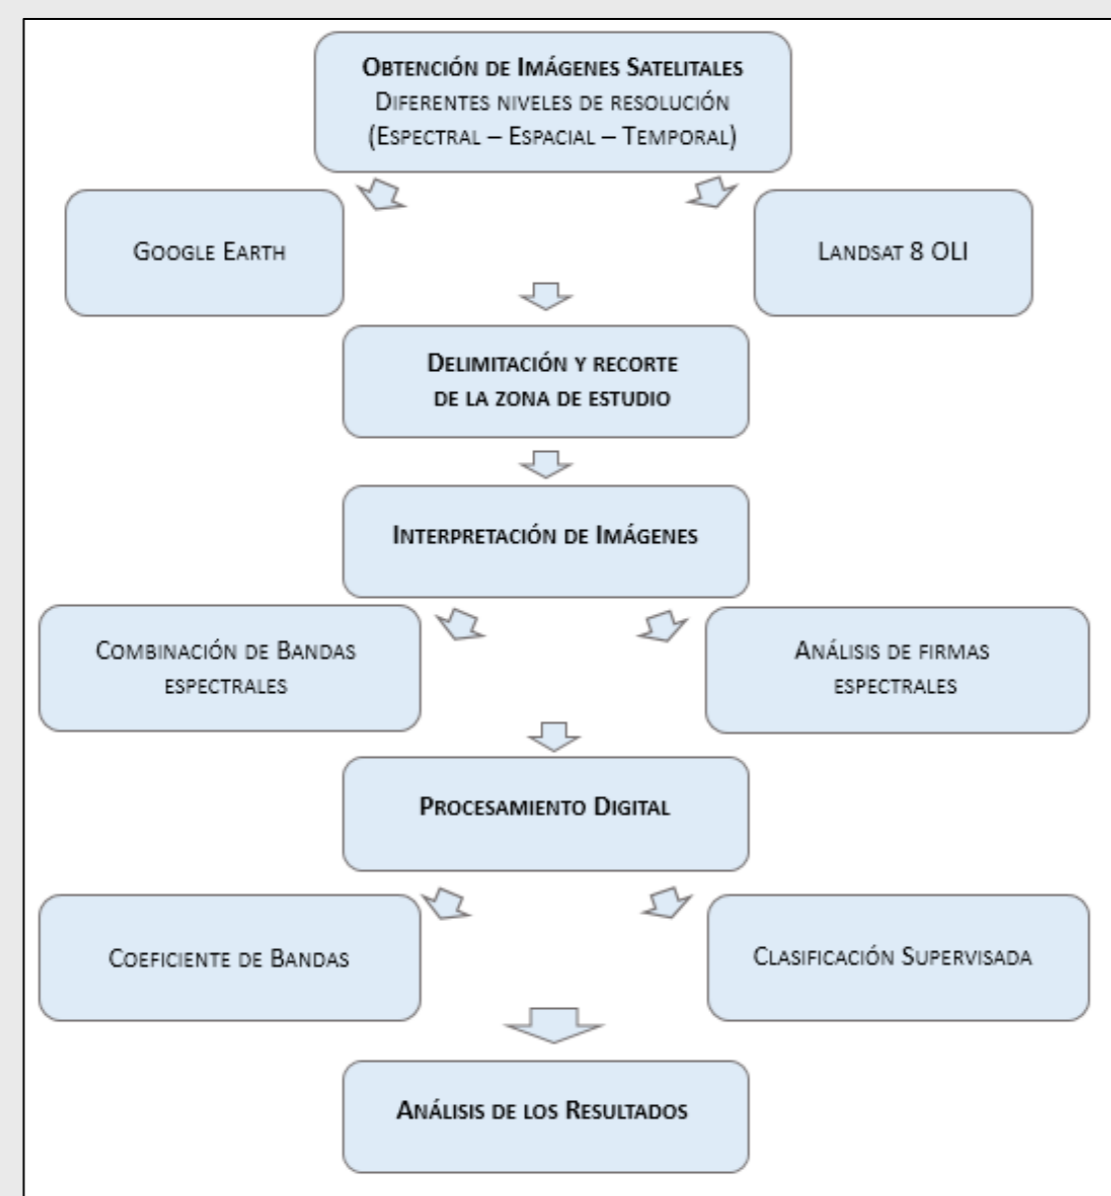 OBTENCIÓN DE IMÁGENES SATELITALES
DIFERENTES NIVELES DE RESOLUCIÓN
(ESPECTRAL – ESPACIAL – TEMPORAL)
GOOGLE EARTH
LANDSAT 8 OLI
DELIMITACIÓN Y RECORTE
DE LA ZONA DE ESTUDIO
INTERPRETACIÓN DE IMÁGENES
COMBINACIÓN DE BANDAS
ESPECTRALES
ANÁLISIS DE FIRMAS
ESPECTRALES
PROCESAMIENTO DIGITAL
COEFICIENTE DE BANDAS
CLASIFICACIÓN SUPERVISADA
ANÁLISIS DE LOS RESULTADOS